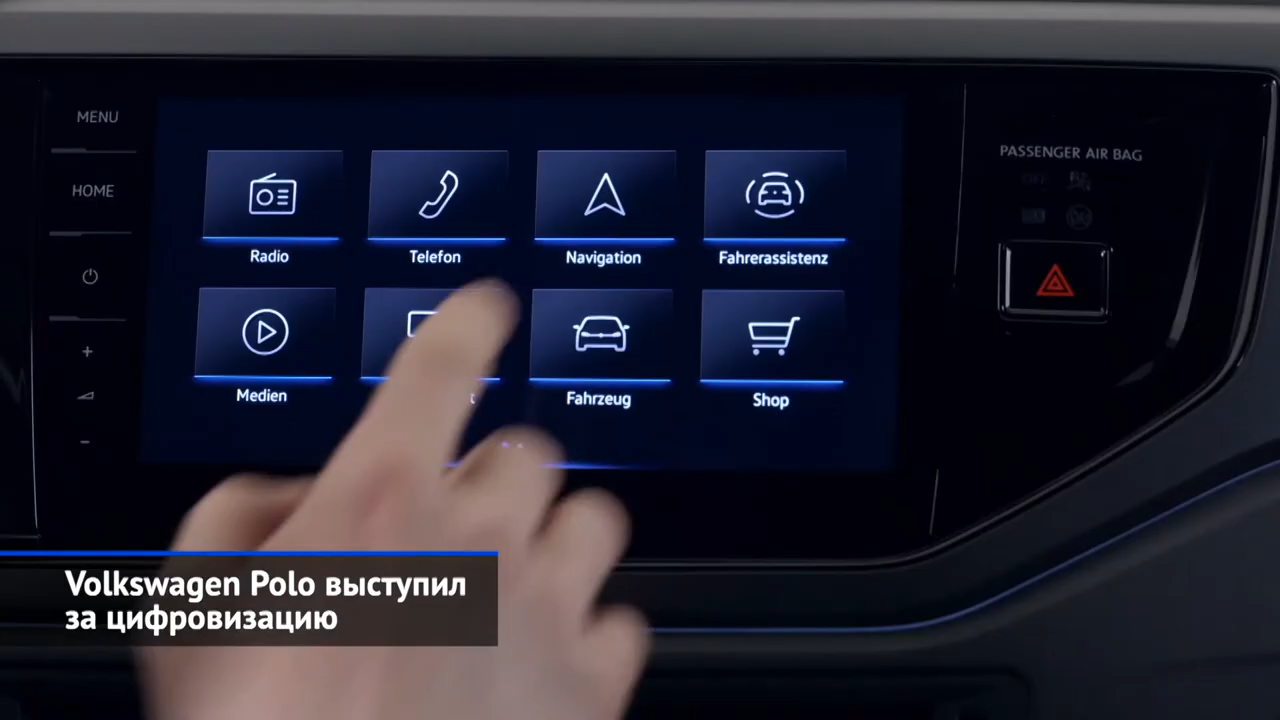 MENU
HOME
Radio
Telefon
Navigation
Fahrerassistenz
Medien
Fahrzeug
Shop
PASSENGER AIR BAG
Volkswagen Polo выступил
за цифровизацию